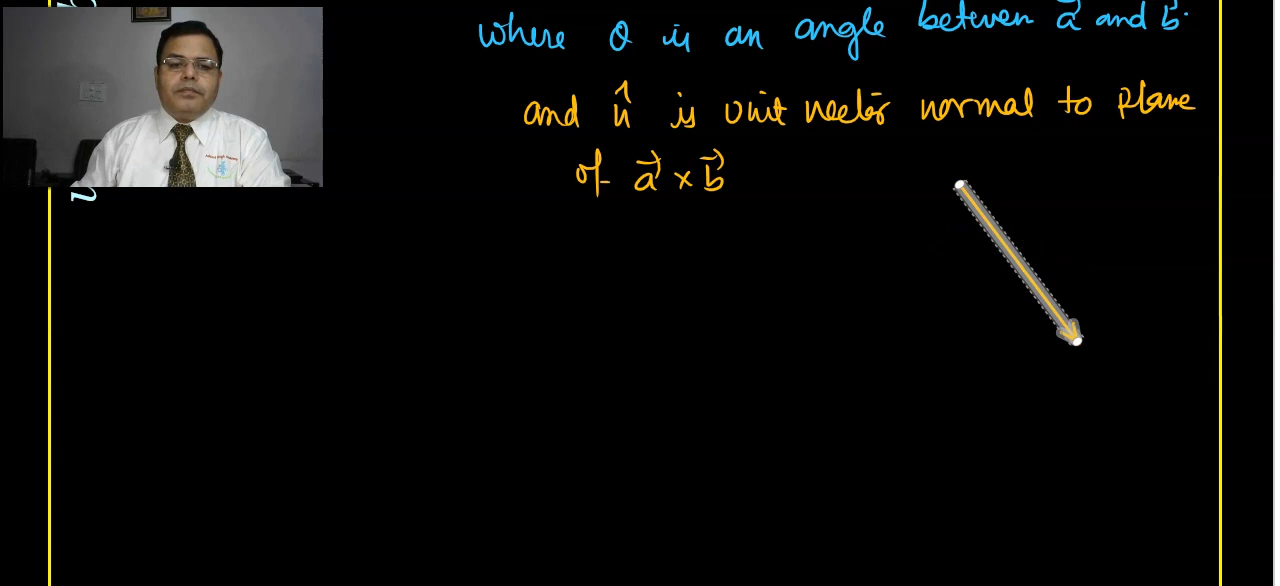 where θ is an angle between a⃗ and b⃗.
and n̂ is unit vector normal to plane
of a⃗ × b⃗